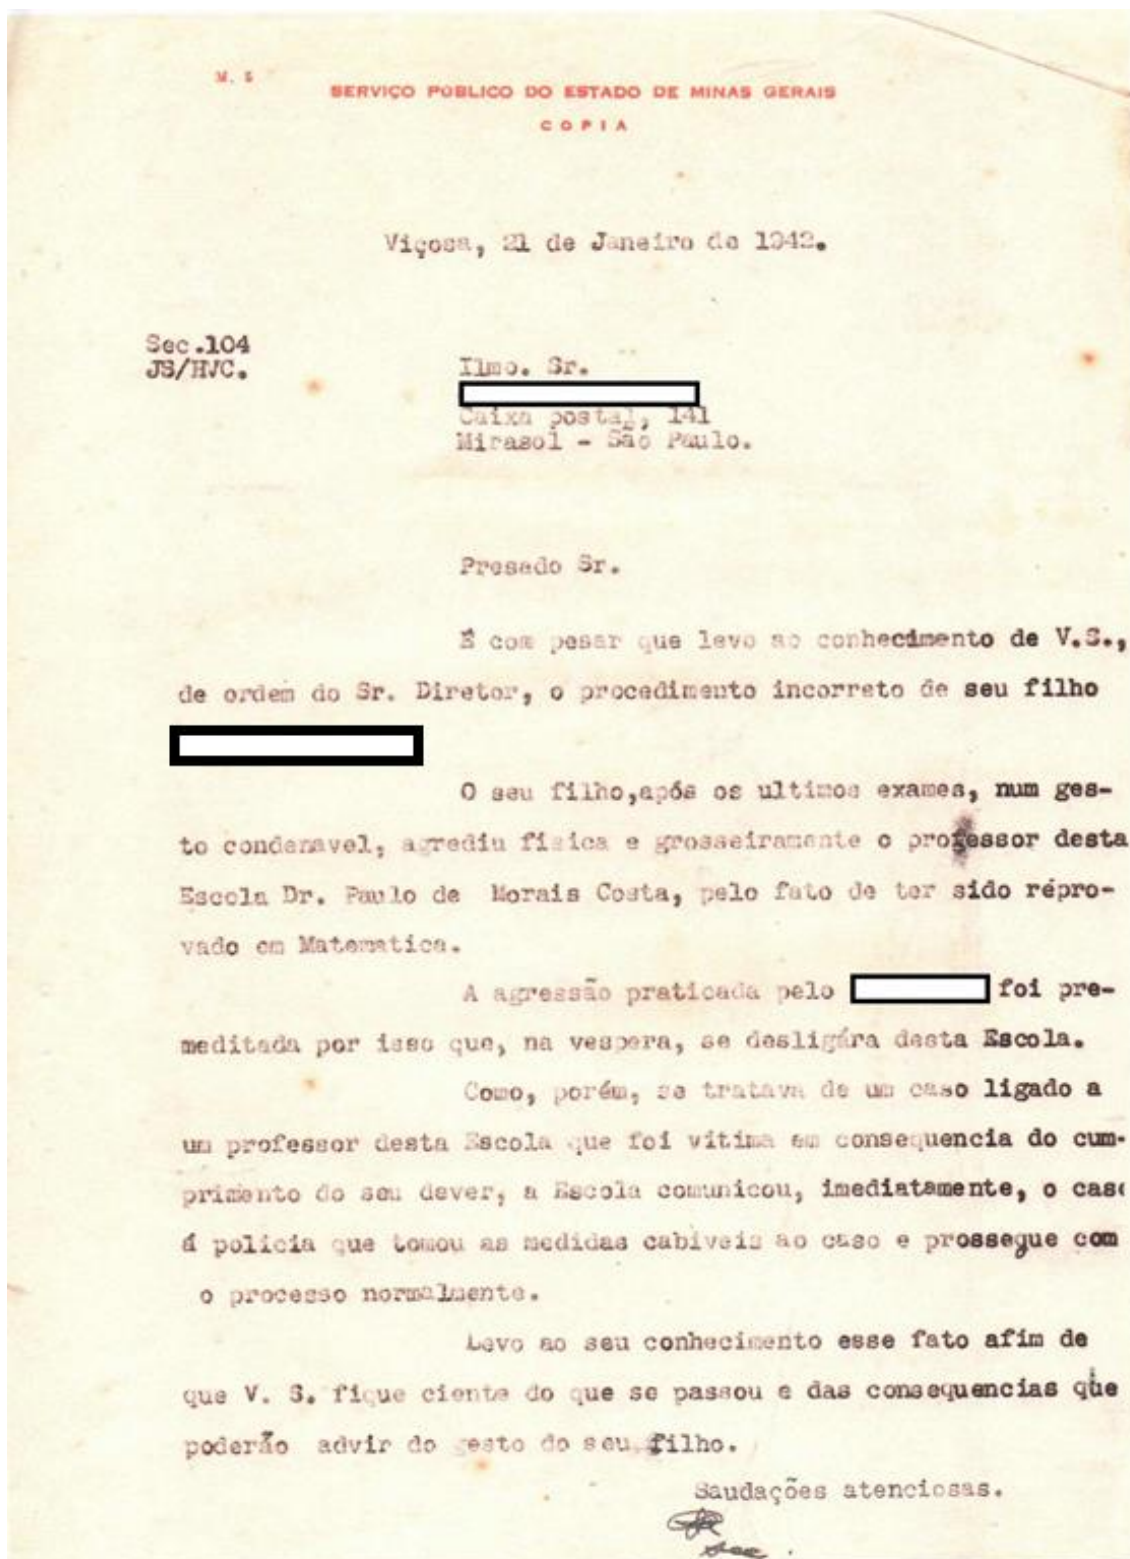 M. S
SERVIÇO PÚBLICO DO ESTADO DE MINAS GERAIS
COPIA
Viçosa, 21 de Janeiro de 1942.
Sec.104
JS/HVC.
Ilmo. Sr.
Caixa postal, 141
Mirasol - São Paulo.
Presado Sr.
É com pesar que levo ao conhecimento de V.S.,
de ordem do Sr. Diretor, o procedimento incorreto de seu filho
O seu filho,após os ultimos exames, num ges-
to condenavel, agrediu fisica e grosseiramente o professor desta
Escola Dr. Paulo de Morais Costa, pelo fato de ter sido répro-
vado em Matematica.
A agressão praticada pelo foi pre-
meditada por isso que, na vespera, se desligára desta Escola.
Como, porém, se tratava de um caso ligado a
um professor desta Escola que foi vitima em consequencia do cum-
primento do seu dever, a Escola comunicou, imediatamente, o caso
á policia que tomou as medidas cabiveis ao caso e prossegue com
o processo normalmente.
Levo ao seu conhecimento esse fato afim de
que V. S. fique ciente do que se passou e das consequencias que
poderão advir do gesto do seu filho.
Saudações atenciosas.